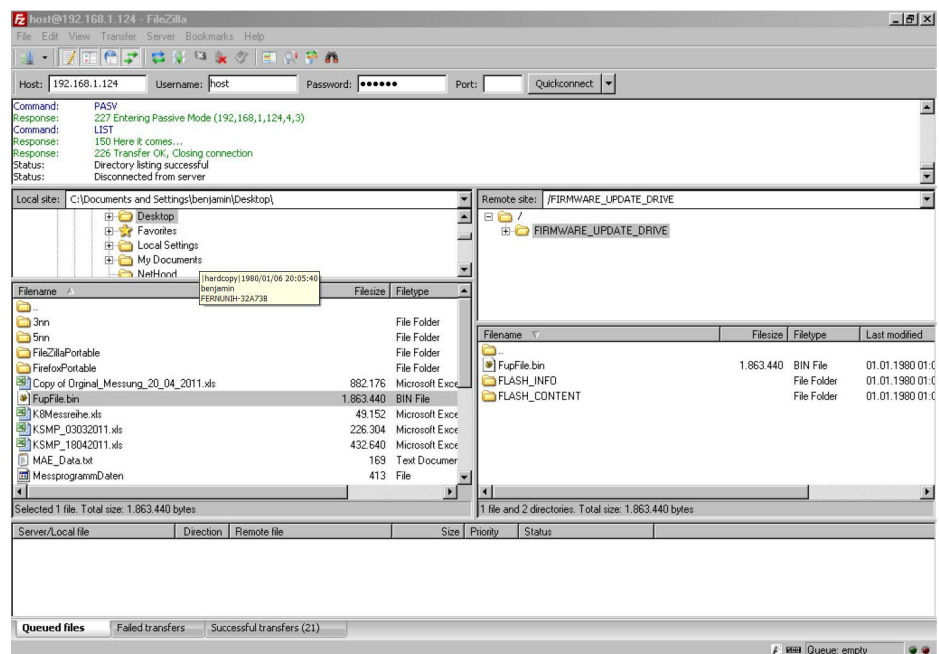 host@192.168.1.124 - FileZilla
File Edit View Transfer Server Bookmarks Help
Host: 192.168.1.124 Username: host Password: ●●●●●● Port: Quickconnect
Command: PASV
Response: 227 Entering Passive Mode (192,168,1,124,4,3)
Command: LIST
Response: 150 Here it comes...
Response: 226 Transfer OK, Closing connection
Status: Directory listing successful
Status: Disconnected from server
Local site: C:\Documents and Settings\benjamin\Desktop\
Desktop
Favorites
Local Settings
My Documents
NetHood
|hardcopy|1980/01/06 20:05:40
benjamin
FERNUNIH-32A73B
Filename Filesize Filetype
..
3nn File Folder
5nn File Folder
FileZillaPortable File Folder
FirefoxPortable File Folder
Copy of Orginal_Messung_20_04_2011.xls 882.176 Microsoft Exce
FupFile.bin 1.863.440 BIN File
K8Messreihe.xls 49.152 Microsoft Exce
KSMP_03032011.xls 226.304 Microsoft Exce
KSMP_18042011.xls 432.640 Microsoft Exce
MAE_Data.txt 169 Text Documer
MessprogrammDaten 413 File
Selected 1 file. Total size: 1.863.440 bytes
Remote site: /FIRMWARE_UPDATE_DRIVE
/
FIRMWARE_UPDATE_DRIVE
Filename Filesize Filetype Last modified
..
FupFile.bin 1.863.440 BIN File 01.01.1980 01:0
FLASH_INFO File Folder 01.01.1980 01:0
FLASH_CONTENT File Folder 01.01.1980 01:0
1 file and 2 directories. Total size: 1.863.440 bytes
Server/Local file Direction Remote file Size Priority Status
Queued files Failed transfers Successful transfers (21)
Queue: empty